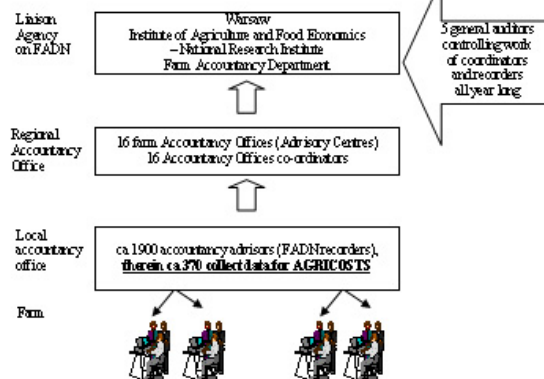 Liaison
Agency
on FADN
Warsaw
Institute of Agriculture and Food Economics
– National Research Institute
Farm Accountancy Department
5 general auditors
controlling work
of coordinators
and recorders
all year long
Regional
Accountancy
Office
16 farm Accountancy Offices (Advisory Centres)
16 Accountancy Offices co-ordinators
Local
accountancy
office
ca 1900 accountancy advisors (FADN recorders),
therein ca 370 collect data for AGRICOSTS
Farm